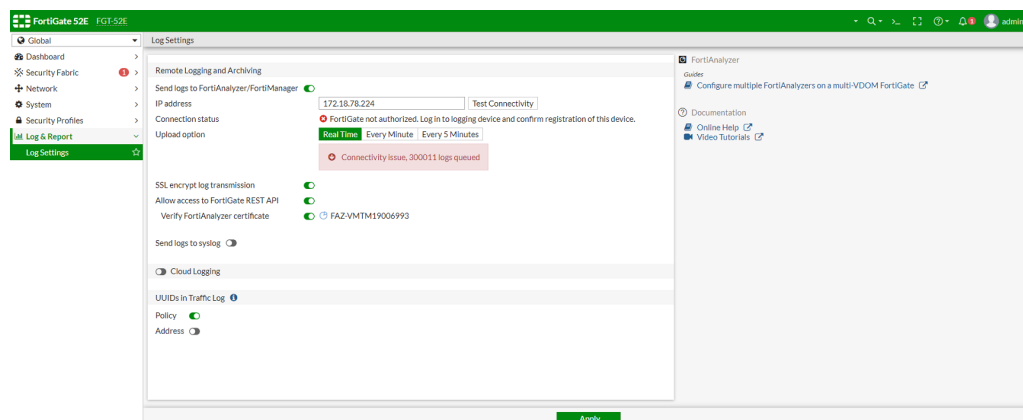 FortiGate 52E FGT-52E
admin
Global
Log Settings
Dashboard
Security Fabric 1
Network
System
Security Profiles
Log & Report
Log Settings
Remote Logging and Archiving
Send logs to FortiAnalyzer/FortiManager
IP address 172.18.78.224 Test Connectivity
Connection status FortiGate not authorized. Log in to logging device and confirm registration of this device.
Upload option Real Time Every Minute Every 5 Minutes
Connectivity issue, 300011 logs queued
SSL encrypt log transmission
Allow access to FortiGate REST API
Verify FortiAnalyzer certificate FAZ-VMTM19006993
Send logs to syslog
Cloud Logging
UUIDs in Traffic Log
Policy
Address
FortiAnalyzer
Guides
Configure multiple FortiAnalyzers on a multi-VDOM FortiGate
Documentation
Online Help
Video Tutorials
Apply